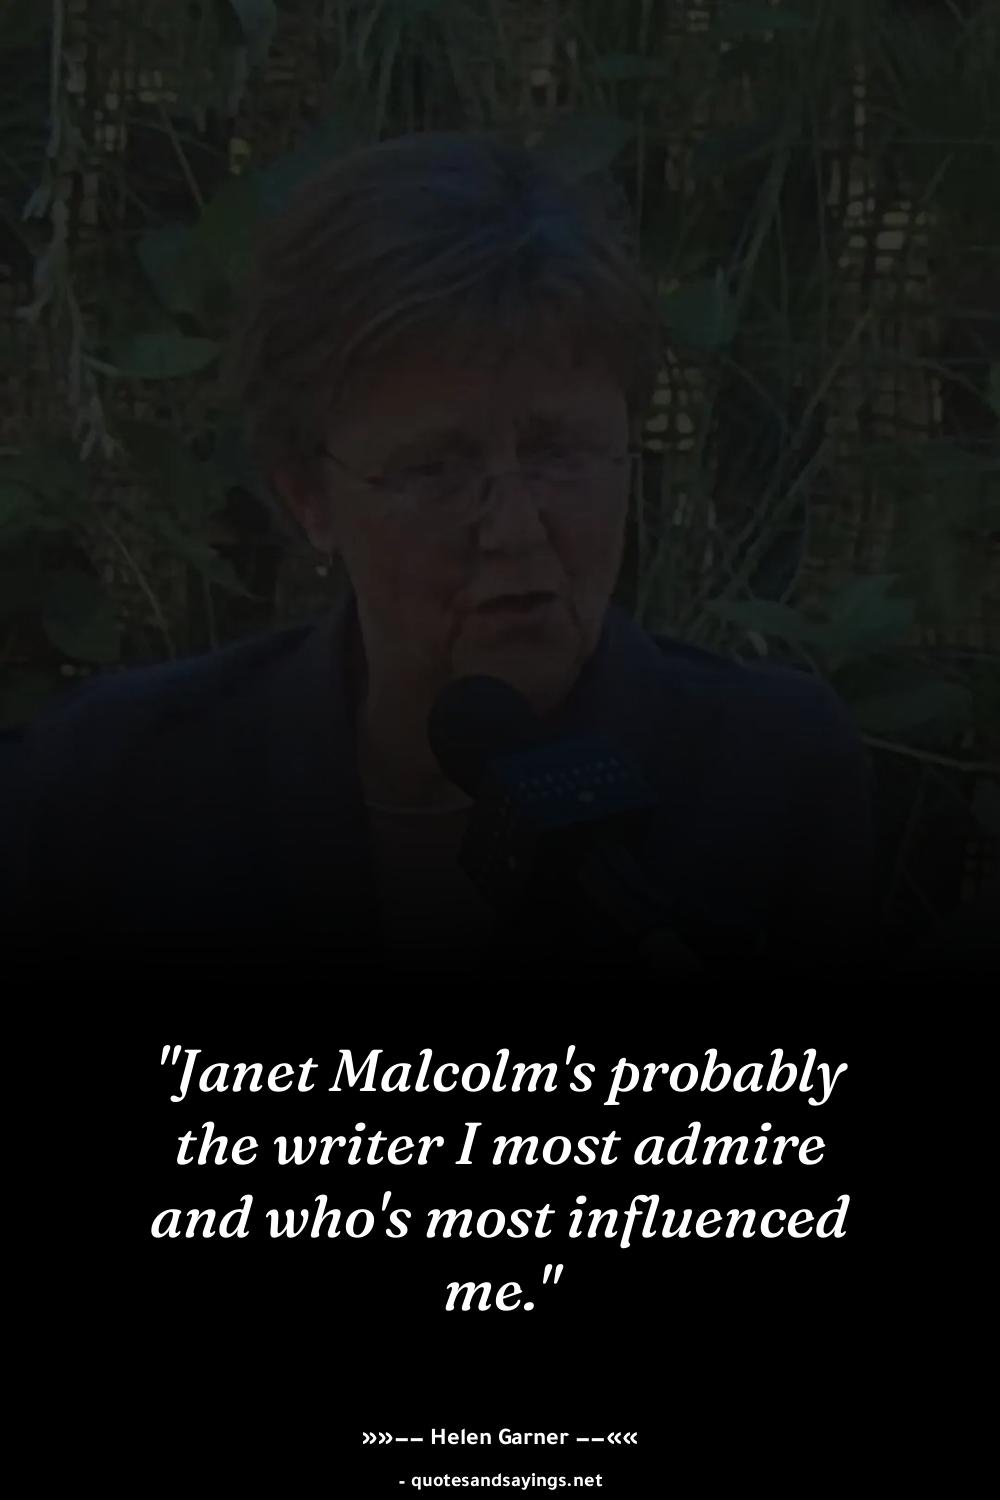 "Janet Malcolm's probably
the writer I most admire
and who's most influenced
me."
»»–– Helen Garner ––««
- quotesandsayings.net